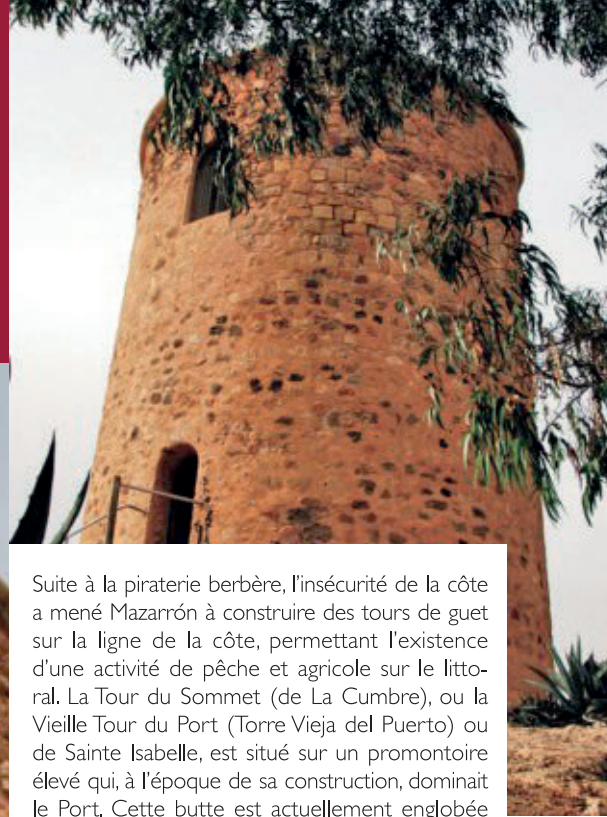 Suite à la piraterie berbère, l'insécurité de la côte
a mené Mazarrón à construire des tours de guet
sur la ligne de la côte, permettant l'existence
d'une activité de pêche et agricole sur le litto-
ral. La Tour du Sommet (de La Cumbre), ou la
Vieille Tour du Port (Torre Vieja del Puerto) ou
de Sainte Isabelle, est situé sur un promontoire
élevé qui, à l'époque de sa construction, dominait
le Port. Cette butte est actuellement englobée